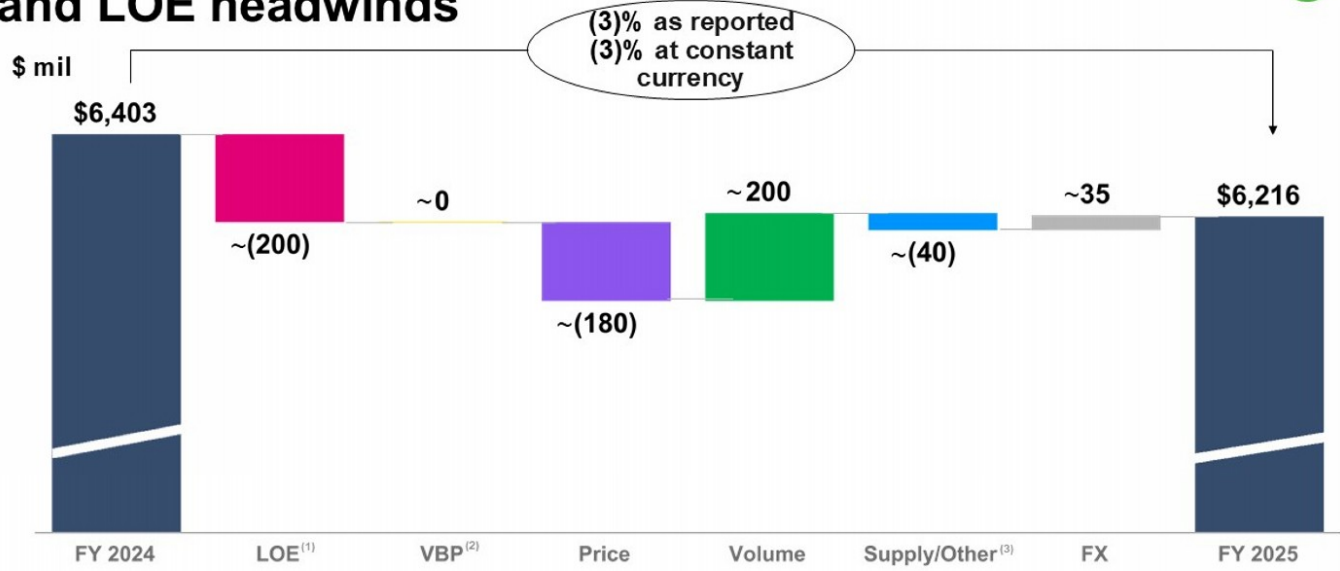 and LOE headwinds
(3)% as reported
(3)% at constant
currency
$ mil
$6,403
~(200)
~0
~(180)
~200
~(40)
~35
$6,216
FY 2024
LOE(1)
VBP(2)
Price
Volume
Supply/Other(3)
FX
FY 2025